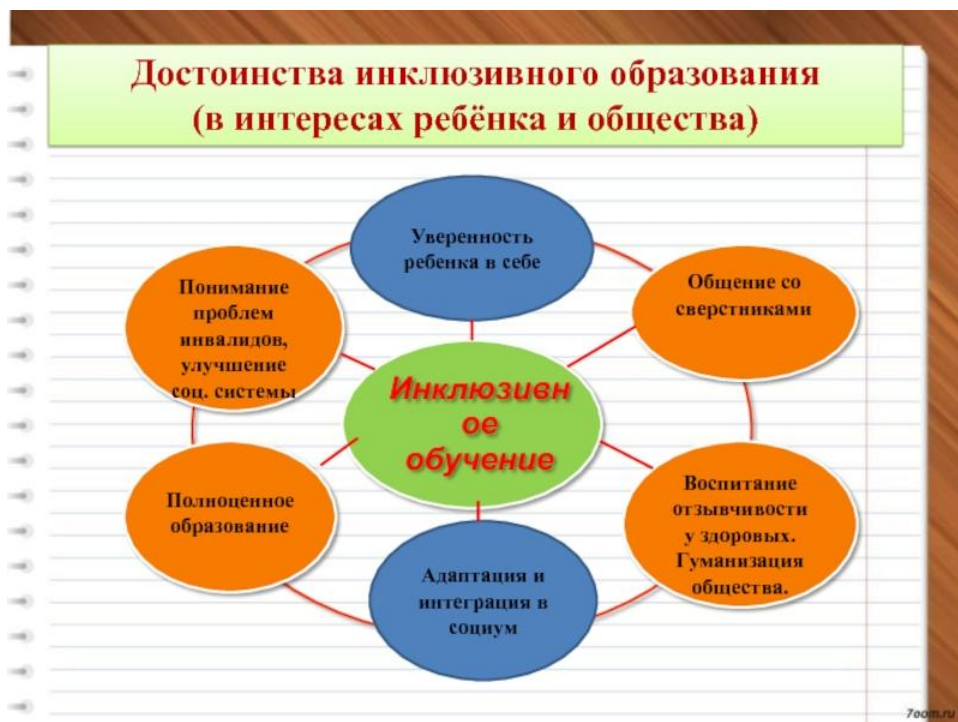 Достоинства инклюзивного образования
(в интересах ребёнка и общества)
Уверенность
ребенка в себе
Общение со
сверстниками
Воспитание
отзывчивости
у здоровых.
Гуманизация
общества.
Адаптация и
интеграция в
социум
Полноценное
образование
Понимание
проблем
инвалидов,
улучшение
соц. системы
Инклюзивн
ое
обучение
7oom.ru